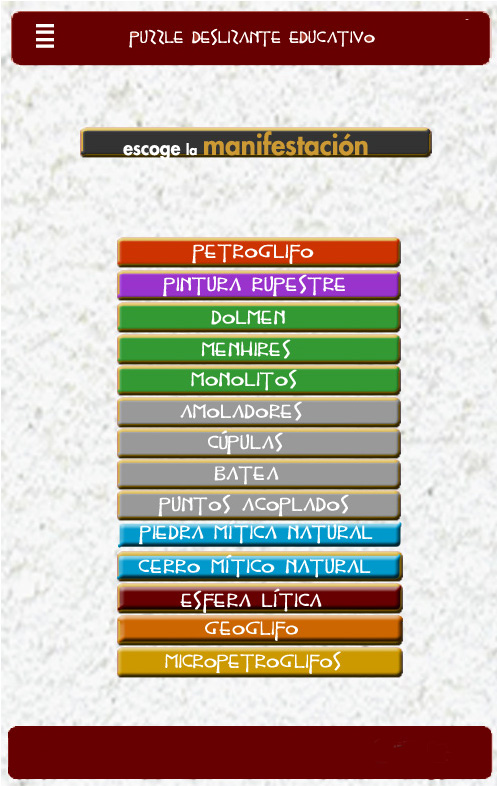 PUZZLE DESLIZANTE EDUCATIVO
escoge la manifestación
PETROGLIFO
PINTURA RUPESTRE
DOLMEN
MENHIRES
MONOLITOS
AMOLADORES
CÚPULAS
BATEA
PUNTOS ACOPLADOS
PIEDRA MÍTICA NATURAL
CERRO MÍTICO NATURAL
ESFERA LÍTICA
GEOGLIFO
MICROPETROGLIFOS